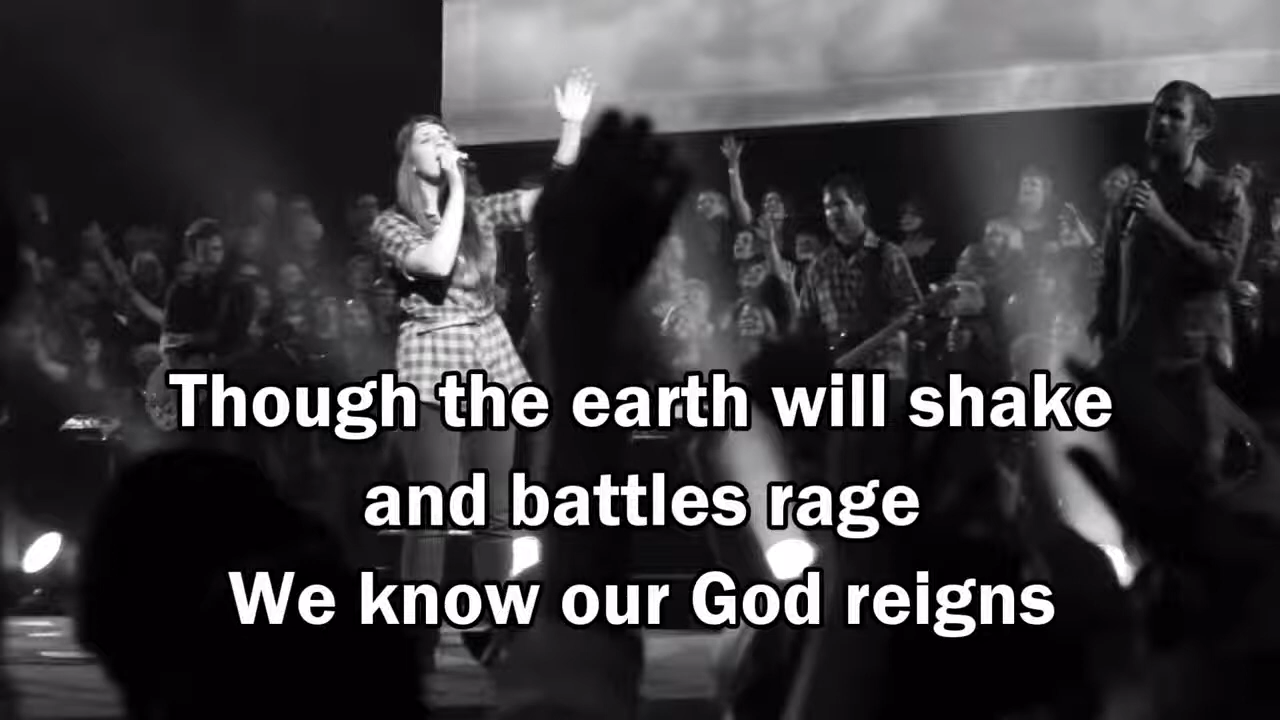 Though the earth will shake
and battles rage
We know our God reigns